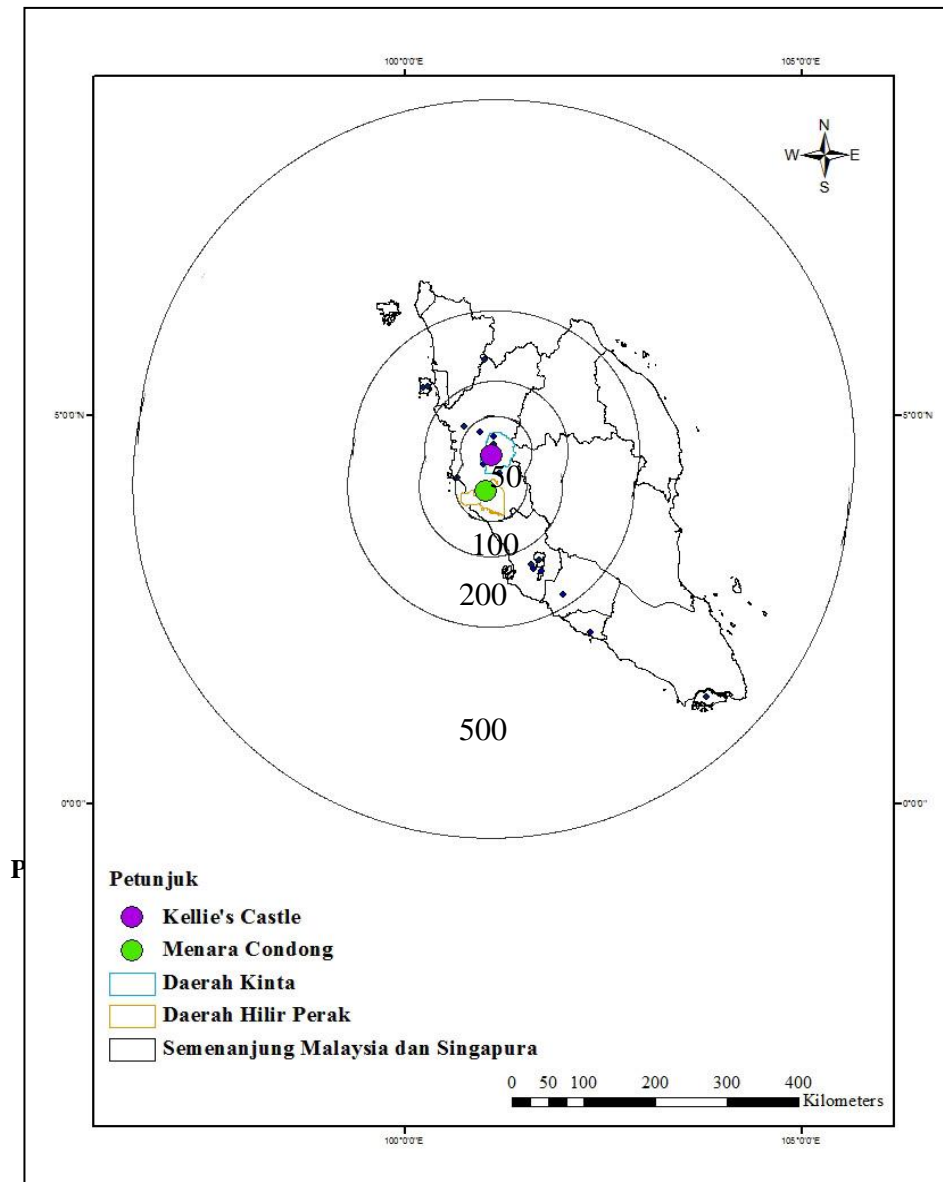 100°0'0"E 105°0'0"E
N
W E
S
5°0'0"N 5°0'0"N
50
100
200
500
0°0'0" 0°0'0"
P
Petunjuk
Kellie's Castle
Menara Condong
Daerah Kinta
Daerah Hilir Perak
Semenanjung Malaysia dan Singapura
0 50 100 200 300 400
Kilometers
100°0'0"E 105°0'0"E